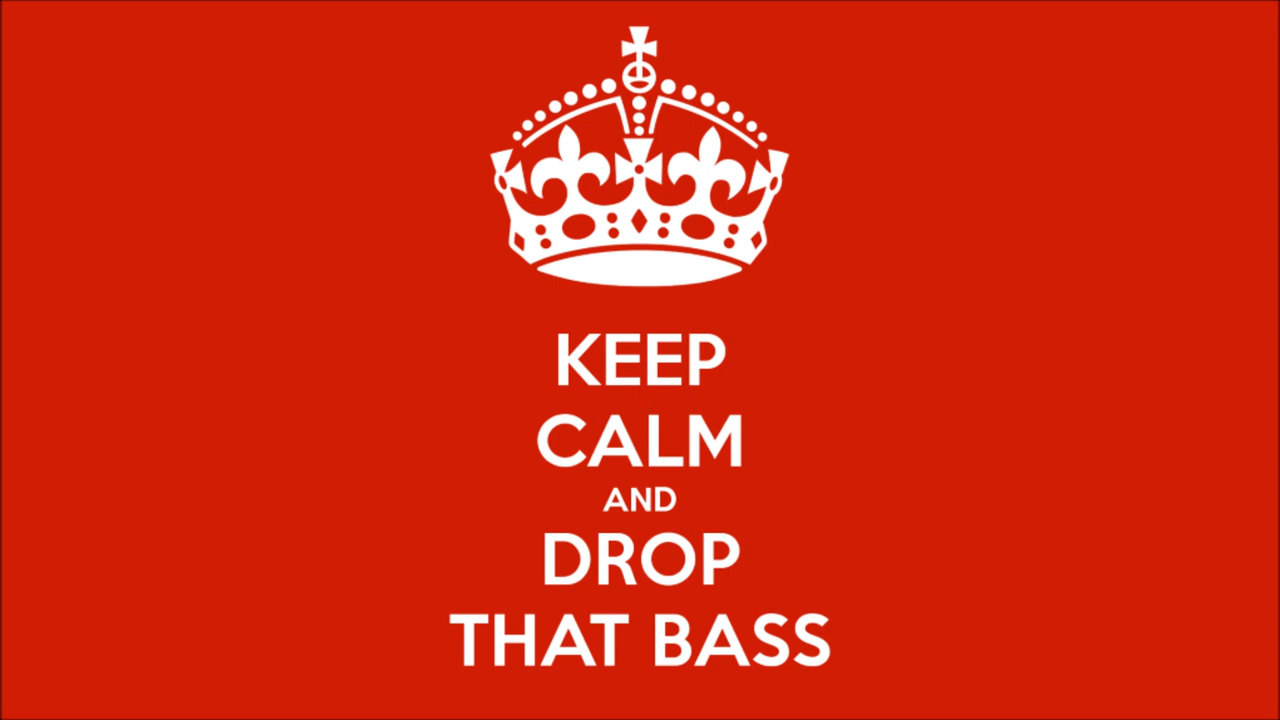 KEEP
CALM
AND
DROP
THAT BASS